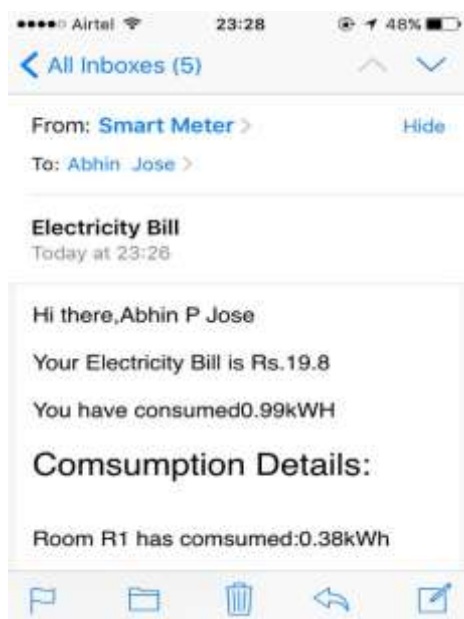 Airtel 23:28 48%
All Inboxes (5)
From: Smart Meter Hide
To: Abhin Jose
Electricity Bill
Today at 23:26
Hi there,Abhin P Jose
Your Electricity Bill is Rs.19.8
You have consumed0.99kWH
Comsumption Details:
Room R1 has comsumed:0.38kWh